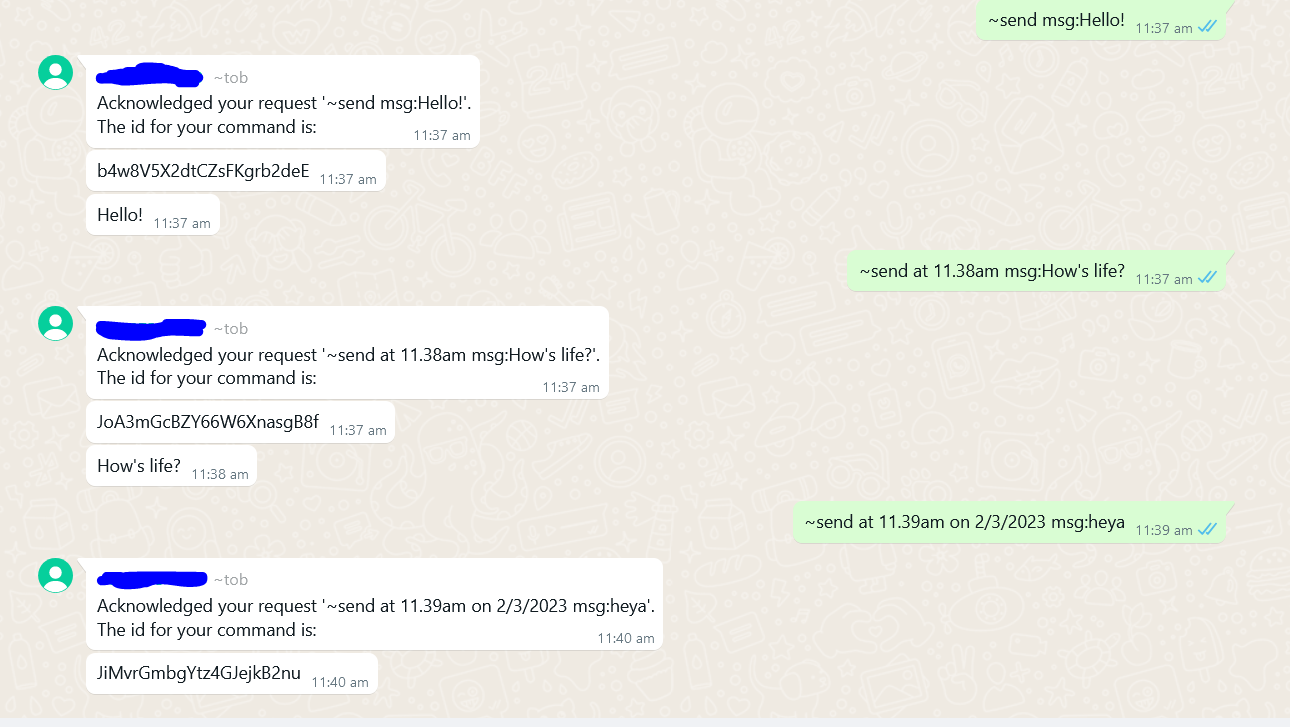 ~send msg:Hello! 11:37 am
~tob
Acknowledged your request '~send msg:Hello!'.
The id for your command is: 11:37 am
b4w8V5X2dtCZsFKgrb2deE 11:37 am
Hello! 11:37 am
~send at 11.38am msg:How's life? 11:37 am
~tob
Acknowledged your request '~send at 11.38am msg:How's life?'.
The id for your command is: 11:37 am
JoA3mGcBZY66W6XnasgB8f 11:37 am
How's life? 11:38 am
~send at 11.39am on 2/3/2023 msg:heya 11:39 am
~tob
Acknowledged your request '~send at 11.39am on 2/3/2023 msg:heya'.
The id for your command is: 11:40 am
JiMvrGmbgYtz4GJejkB2nu 11:40 am